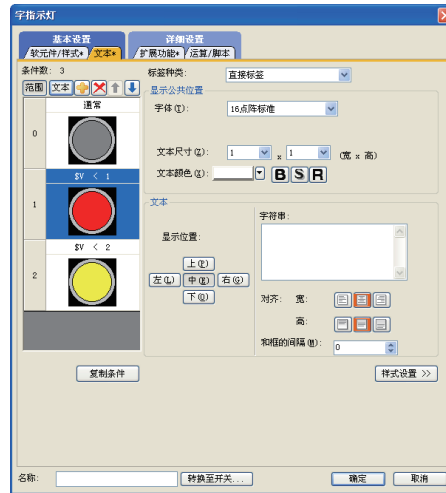 字指示灯
基本设置 详细设置
软元件/样式* 文本* 扩展功能* 运算/脚本
条件数: 3
范围 文本
通常
0
$V < 1
1
$V < 2
2
复制条件
标签种类: 直接标签
显示公共位置
字体(T): 16点阵标准
文本尺寸(Z): 1 x 1 (宽 x 高)
文本颜色(X): B S R
文本
显示位置:
上(P)
左(L) 中(E) 右(G)
下(O)
字符串:
对齐: 宽:
高:
和框的间隔(M): 0
样式设置 >>
名称: 转换至开关... 确定 取消